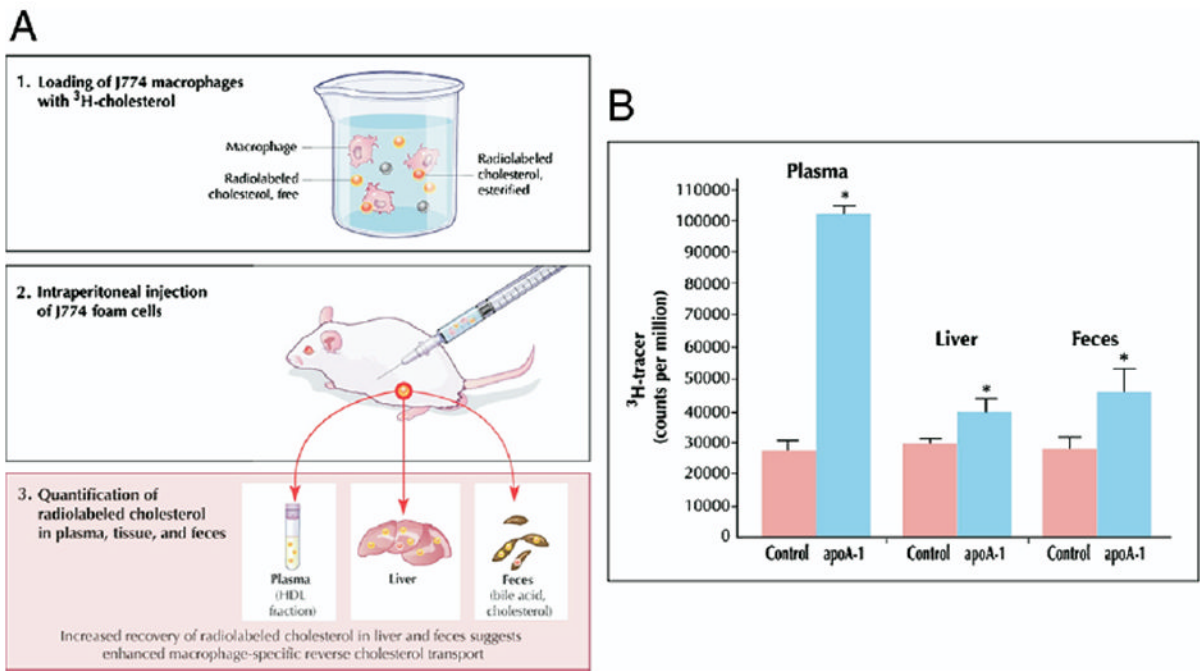 A
1. Loading of J774 macrophages
with ³H-cholesterol
Macrophage
Radiolabeled
cholesterol, free
Radiolabeled
cholesterol,
esterified
2. Intraperitoneal injection
of J774 foam cells
3. Quantification of
radiolabeled cholesterol
in plasma, tissue, and feces
Plasma
(HDL
fraction)
Liver
Feces
(bile acid,
cholesterol)
Increased recovery of radiolabeled cholesterol in liver and feces suggests
enhanced macrophage-specific reverse cholesterol transport
B
³H-tracer
(counts per million)
110000
100000
90000
80000
70000
60000
50000
40000
30000
20000
10000
0
Plasma
*
Liver
*
Feces
*
Control apoA-1 Control apoA-1 Control apoA-1